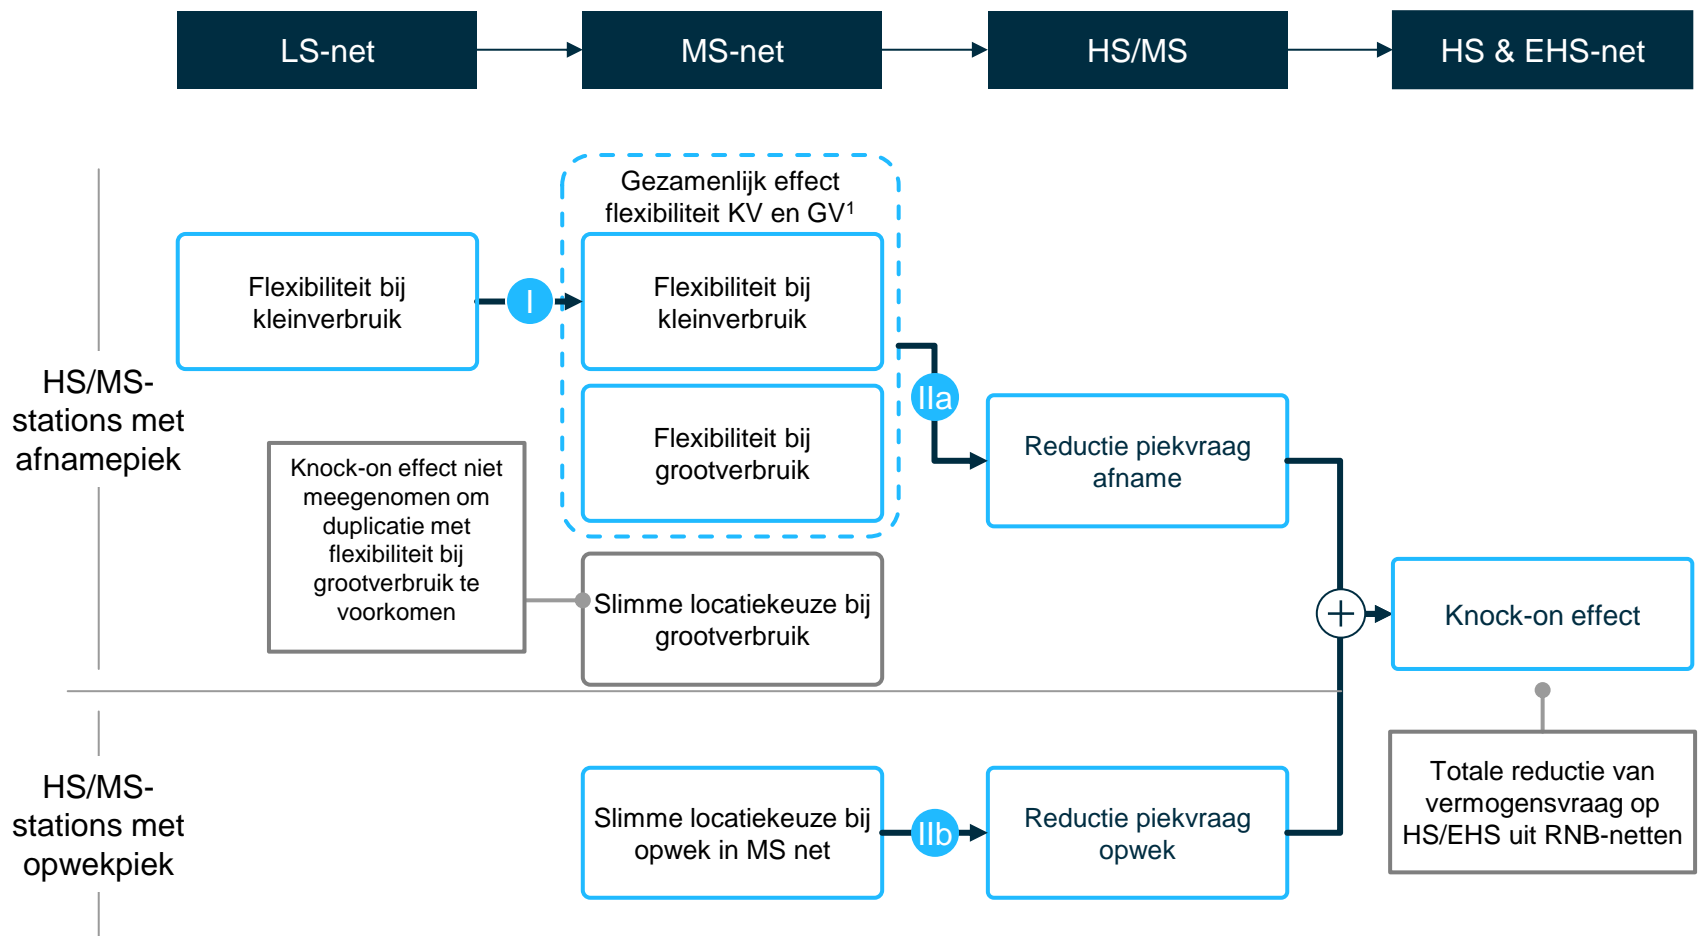 LS-net
MS-net
HS/MS
HS & EHS-net
HS/MS-
stations met
afnamepiek
Flexibiliteit bij
kleinverbruik
I
Gezamenlijk effect
flexibiliteit KV en GV¹
Flexibiliteit bij
kleinverbruik
Flexibiliteit bij
grootverbruik
IIa
Reductie piekvraag
afname
Knock-on effect niet
meegenomen om
duplicatie met
flexibiliteit bij
grootverbruik te
voorkomen
Slimme locatiekeuze bij
grootverbruik
+
Knock-on effect
HS/MS-
stations met
opwekpiek
Slimme locatiekeuze bij
opwek in MS net
IIb
Reductie piekvraag
opwek
Totale reductie van
vermogensvraag op
HS/EHS uit RNB-netten